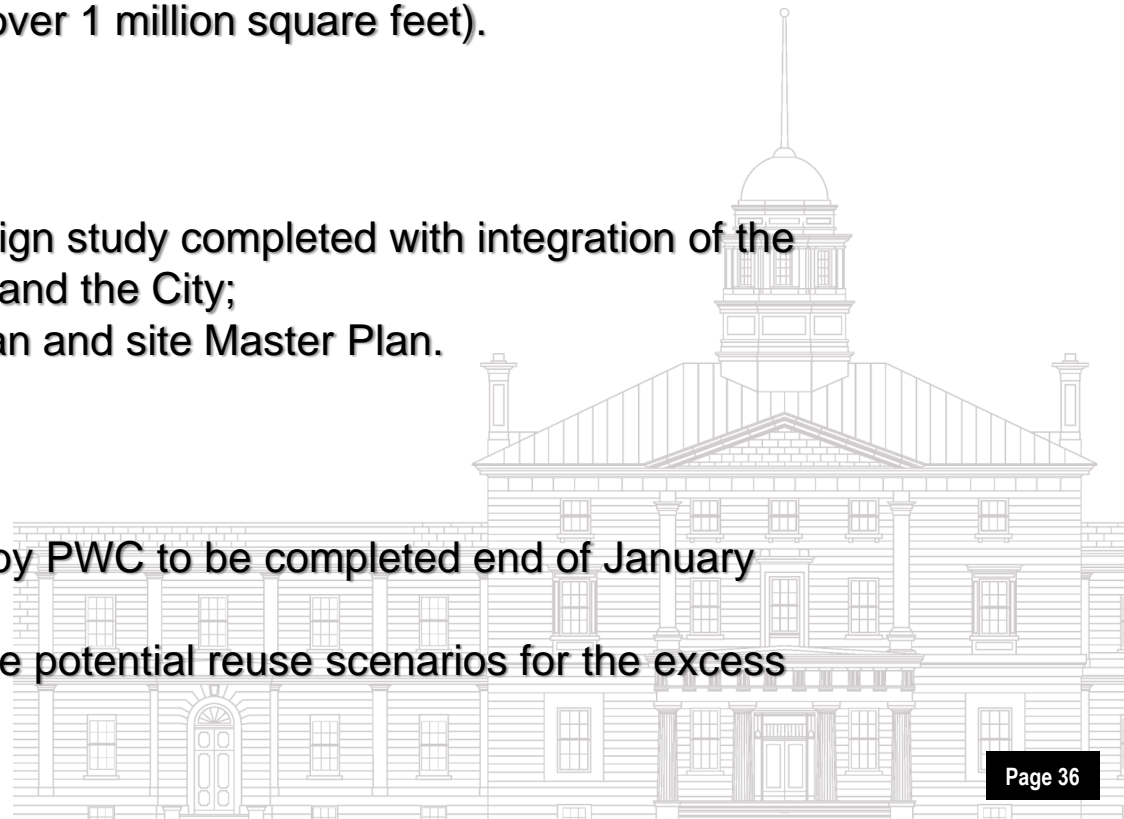 over 1 million square feet).
ign study completed with integration of the
and the City;
an and site Master Plan.
by PWC to be completed end of January
e potential reuse scenarios for the excess
Page 36